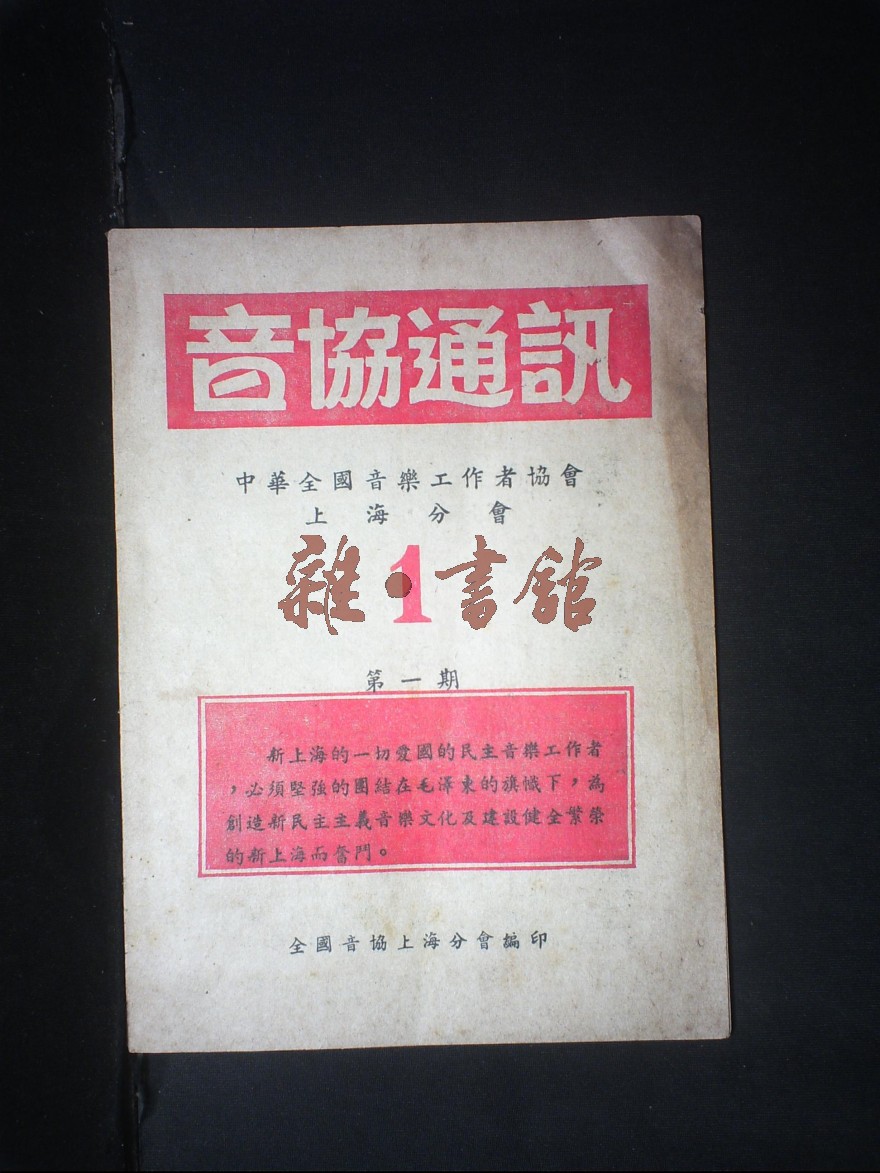 音協通訊
中華全國音樂工作者協會
上海分會
雜·書館
1
第一期
新上海的一切愛國的民主音樂工作者
，必須堅強的團結在毛澤東的旗幟下，為
創造新民主主義音樂文化及建設健全繁榮
的新上海而奮鬥。
全國音協上海分會編印